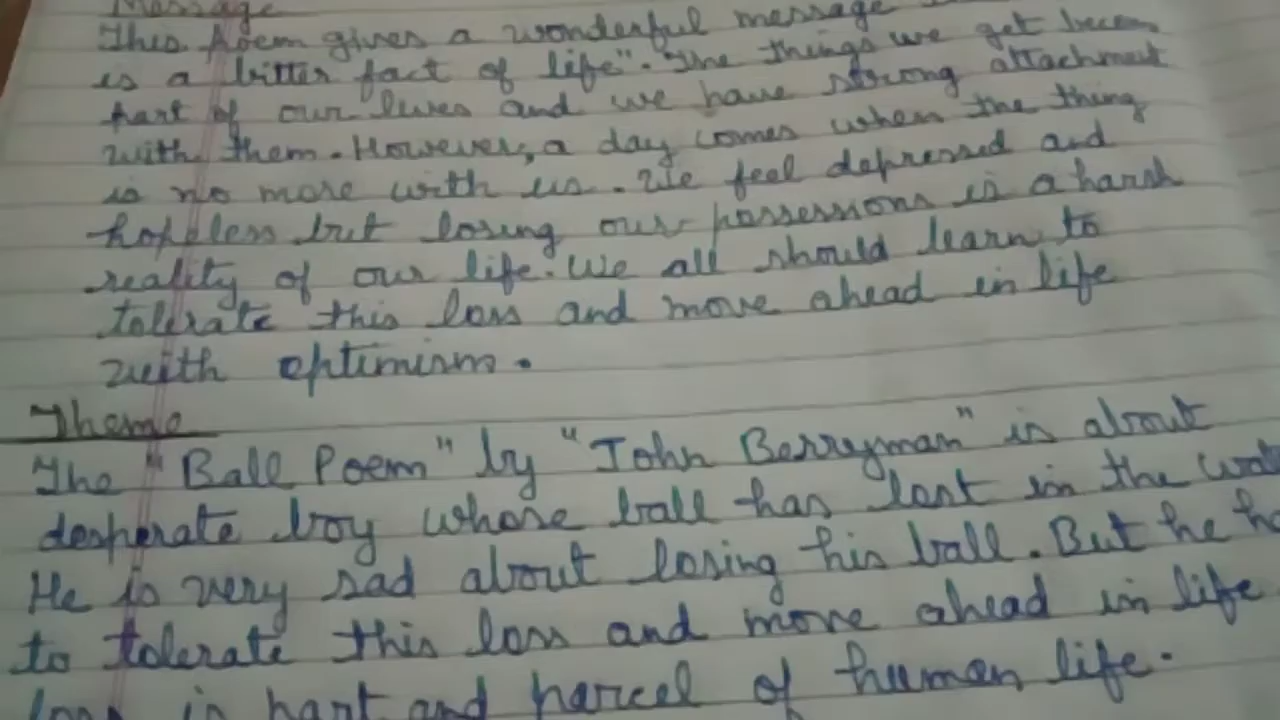 Message
This Poem gives a wonderful message
is a bitter fact of life". The things we get becom
part of our lives and we have strong attachment
with them. However, a day comes when the thing
is no more with us. We feel depressed and
hopeless but losing our possessions is a harsh
reality of our life. We all should learn to
tolerate this loss and move ahead in life
with optimism.
Theme
The "Ball Poem" by "John Berryman" is about
desperate boy whose ball has lost in the wat
He is very sad about losing his ball. But he ha
to tolerate this loss and move ahead in life
loss is part and parcel of human life.